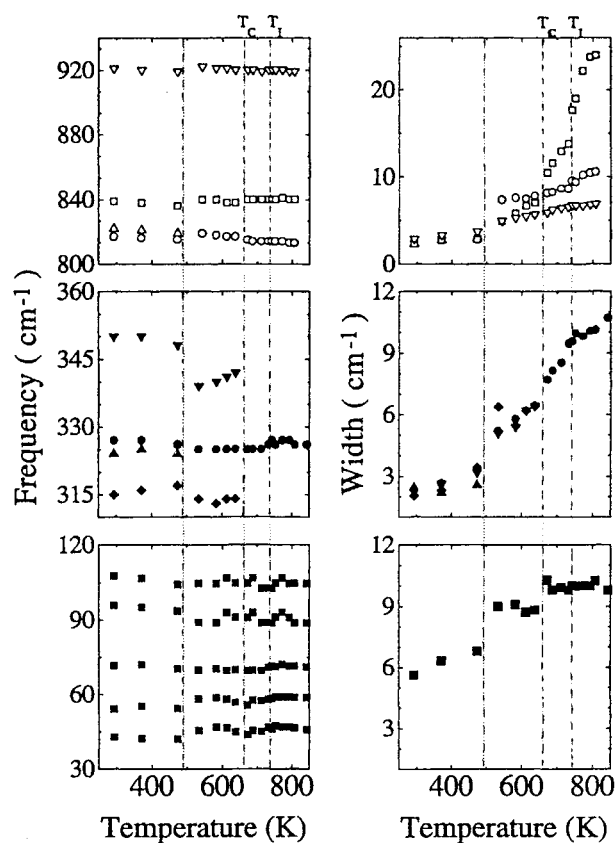 T_C T_I
T_C T_I
920
880
840
800
20
10
0
360
345
330
315
12
9
6
3
120
90
60
30
12
9
6
3
400 600 800
400 600 800
Frequency ( cm⁻¹ )
Width ( cm⁻¹ )
Temperature (K)
Temperature (K)